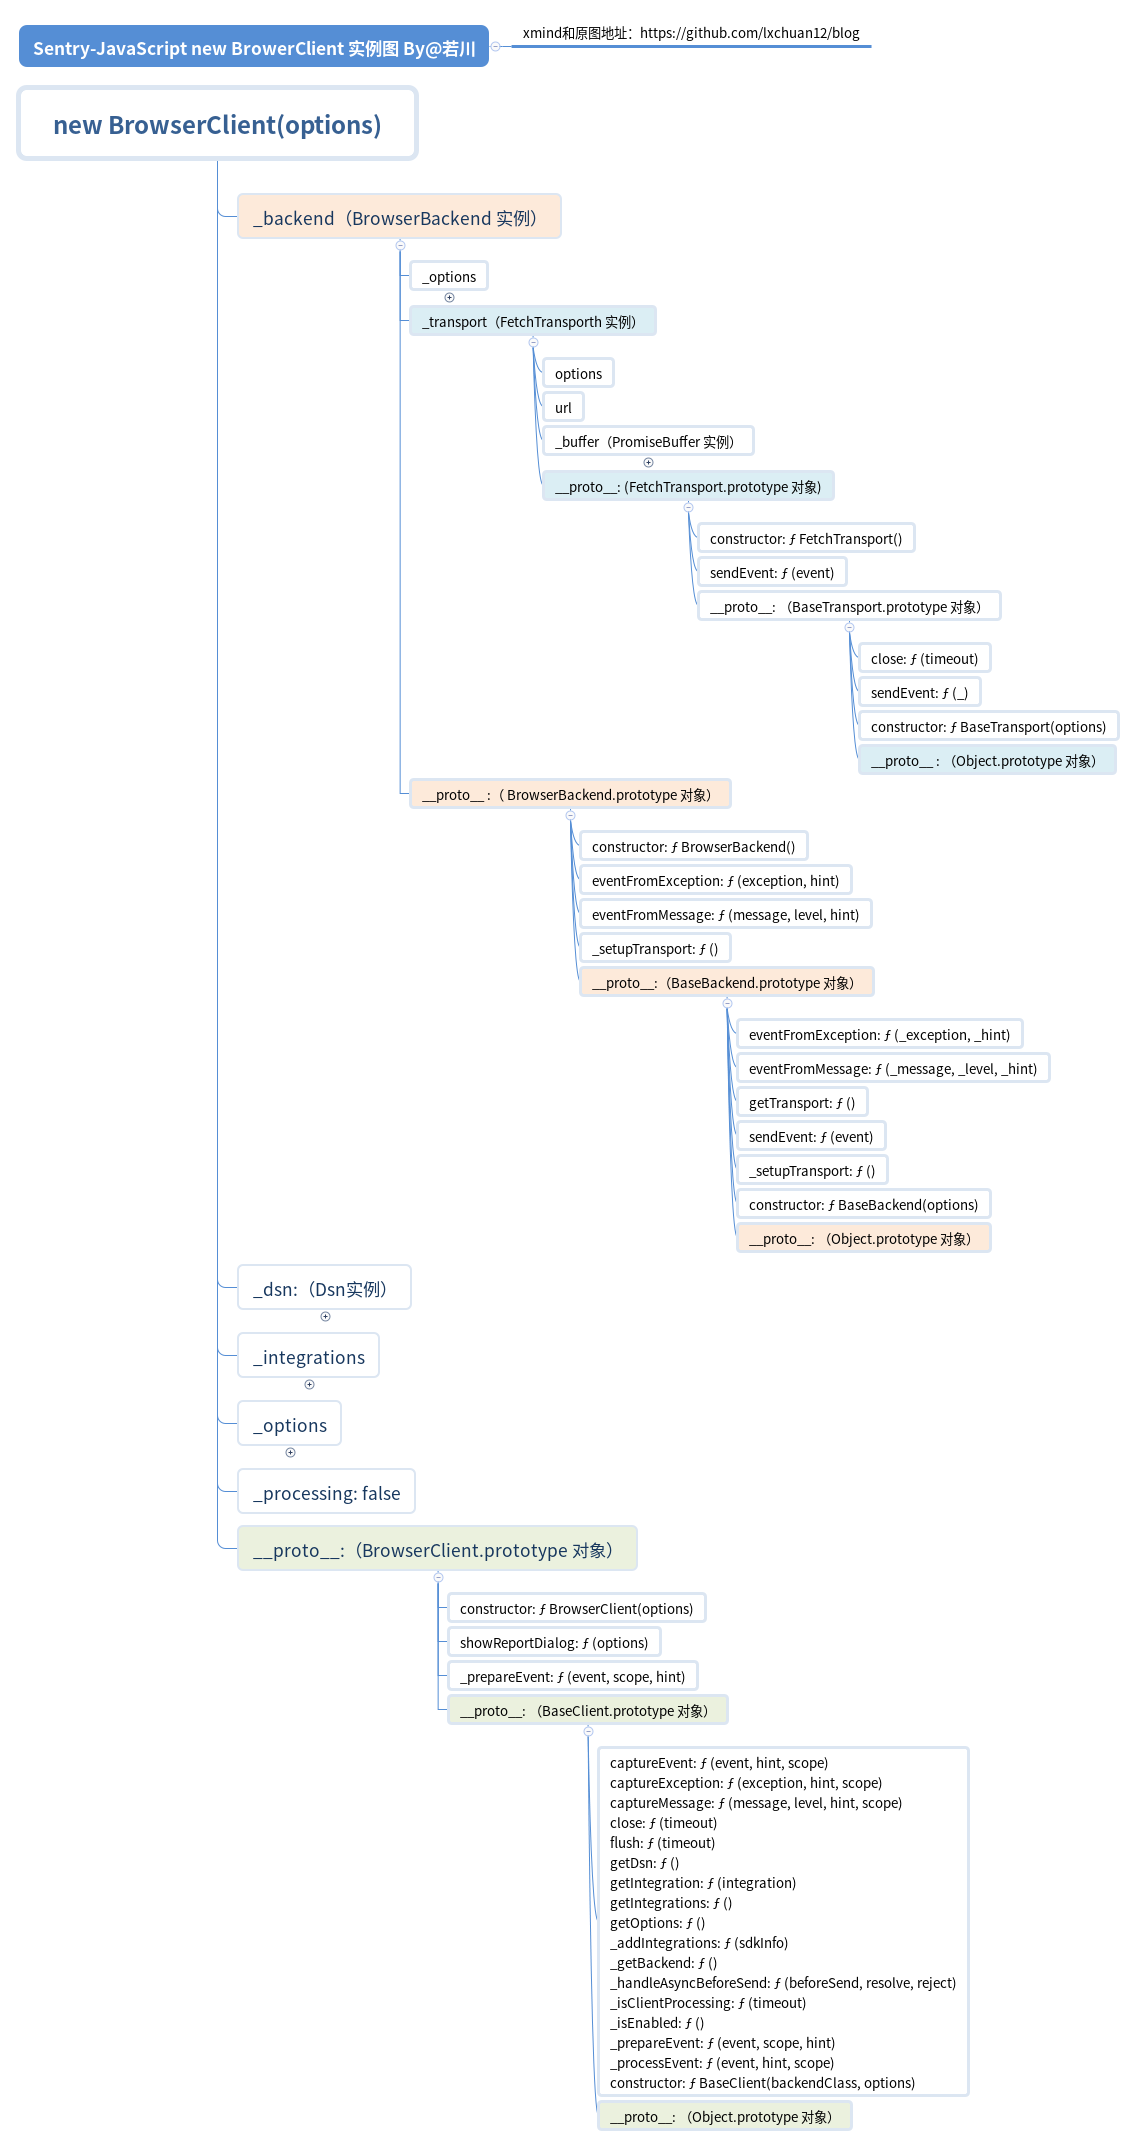 Sentry-JavaScript new BrowerClient 实例图 By@若川
xmind和原图地址：https://github.com/lxchuan12/blog
new BrowserClient(options)
_backend（BrowserBackend 实例）
_options
_transport（FetchTransporth 实例）
options
url
_buffer（PromiseBuffer 实例）
__proto__: (FetchTransport.prototype 对象)
constructor: ƒ FetchTransport()
sendEvent: ƒ (event)
__proto__: （BaseTransport.prototype 对象）
close: ƒ (timeout)
sendEvent: ƒ (_)
constructor: ƒ BaseTransport(options)
__proto__ : （Object.prototype 对象）
__proto__ :（ BrowserBackend.prototype 对象）
constructor: ƒ BrowserBackend()
eventFromException: ƒ (exception, hint)
eventFromMessage: ƒ (message, level, hint)
_setupTransport: ƒ ()
__proto__:（BaseBackend.prototype 对象）
eventFromException: ƒ (_exception, _hint)
eventFromMessage: ƒ (_message, _level, _hint)
getTransport: ƒ ()
sendEvent: ƒ (event)
_setupTransport: ƒ ()
constructor: ƒ BaseBackend(options)
__proto__: （Object.prototype 对象）
_dsn:（Dsn实例）
_integrations
_options
_processing: false
__proto__:（BrowserClient.prototype 对象）
constructor: ƒ BrowserClient(options)
showReportDialog: ƒ (options)
_prepareEvent: ƒ (event, scope, hint)
__proto__: （BaseClient.prototype 对象）
captureEvent: ƒ (event, hint, scope)
captureException: ƒ (exception, hint, scope)
captureMessage: ƒ (message, level, hint, scope)
close: ƒ (timeout)
flush: ƒ (timeout)
getDsn: ƒ ()
getIntegration: ƒ (integration)
getIntegrations: ƒ ()
getOptions: ƒ ()
_addIntegrations: ƒ (sdkInfo)
_getBackend: ƒ ()
_handleAsyncBeforeSend: ƒ (beforeSend, resolve, reject)
_isClientProcessing: ƒ (timeout)
_isEnabled: ƒ ()
_prepareEvent: ƒ (event, scope, hint)
_processEvent: ƒ (event, hint, scope)
constructor: ƒ BaseClient(backendClass, options)
__proto__: （Object.prototype 对象）